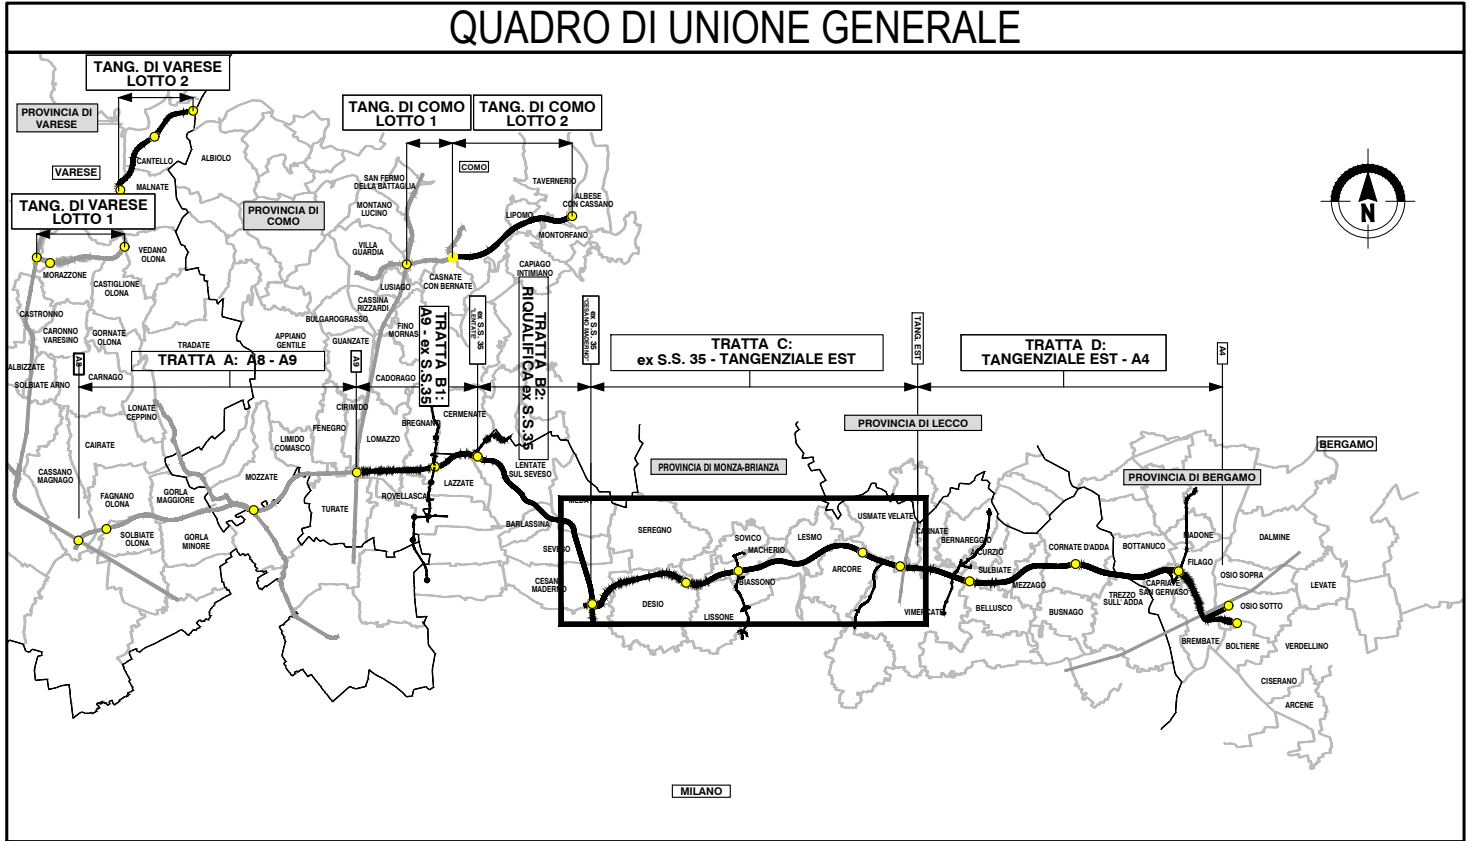 QUADRO DI UNIONE GENERALE
TANG. DI VARESE
LOTTO 2
PROVINCIA DI
VARESE
TANG. DI COMO
LOTTO 1
TANG. DI COMO
LOTTO 2
CANTELLO
ALBIOLO
VARESE
MALNATE
COMO
SAN FERMO
DELLA BATTAGLIA
TAVERNERIO
ALBESE
CON CASSANO
TANG. DI VARESE
LOTTO 1
PROVINCIA DI
COMO
MONTANO
LUCINO
LIPOMO
MONTORFANO
N
VEDANO
OLONA
VILLA
GUARDIA
MORAZZONE
CASTIGLIONE
OLONA
LUSIAGO
CASNATE
CON BERNATE
CAPIAGO
INTIMIANO
CASSINA
RIZZARDI
CASTRONNO
BULGAROGRASSO
FINO
MORNAS
CARONNO
VARESINO
GORNATE
OLONA
TRADATE
APPIANO
GENTILE
GUANZATE
TRATTA B1:
A9 - ex S.S.35
ex S.S. 35
"LENTATE"
TRATTA B2:
RIQUALIFICA ex S.S.35
ex S.S. 35
"CESANO MADERNO"
TRATTA C:
ex S.S. 35 - TANGENZIALE EST
TANG. EST
TRATTA D:
TANGENZIALE EST - A4
A4
A8
TRATTA A: A8 - A9
A9
ALBIZZATE
SOLBIATE ARNO
CARNAGO
CADORAGO
LONATE
CEPPINO
CIRIMIDO
FENEGRO
CERMENATE
BREGNANO
PROVINCIA DI LECCO
CAIRATE
LIMIDO
COMASCO
LOMAZZO
BERGAMO
CASSANO
MAGNAGO
MOZZATE
LAZZATE
LENTATE
SUL SEVESO
PROVINCIA DI MONZA-BRIANZA
PROVINCIA DI BERGAMO
FAGNANO
OLONA
GORLA
MAGGIORE
ROVELLASCA
MEDA
TURATE
BARLASSINA
SEREGNO
USMATE VELATE
SOLBIATE
OLONA
GORLA
MINORE
SEVESO
SOVICO
MACHERIO
LESMO
CARNATE
BERNAREGGIO
AICURZIO
CORNATE D'ADDA
BOTTANUCO
MADONE
DALMINE
FILAGO
CESANO
MADERNO
BIASSONO
ARCORE
SULBIATE
MEZZAGO
CAPRIATE
SAN GERVASO
OSIO SOPRA
LEVATE
DESIO
LISSONE
VIMERCATE
BELLUSCO
BUSNAGO
TREZZO
SULL' ADDA
OSIO SOTTO
BREMBATE
BOLTIERE
VERDELLINO
CISERANO
ARCENE
MILANO